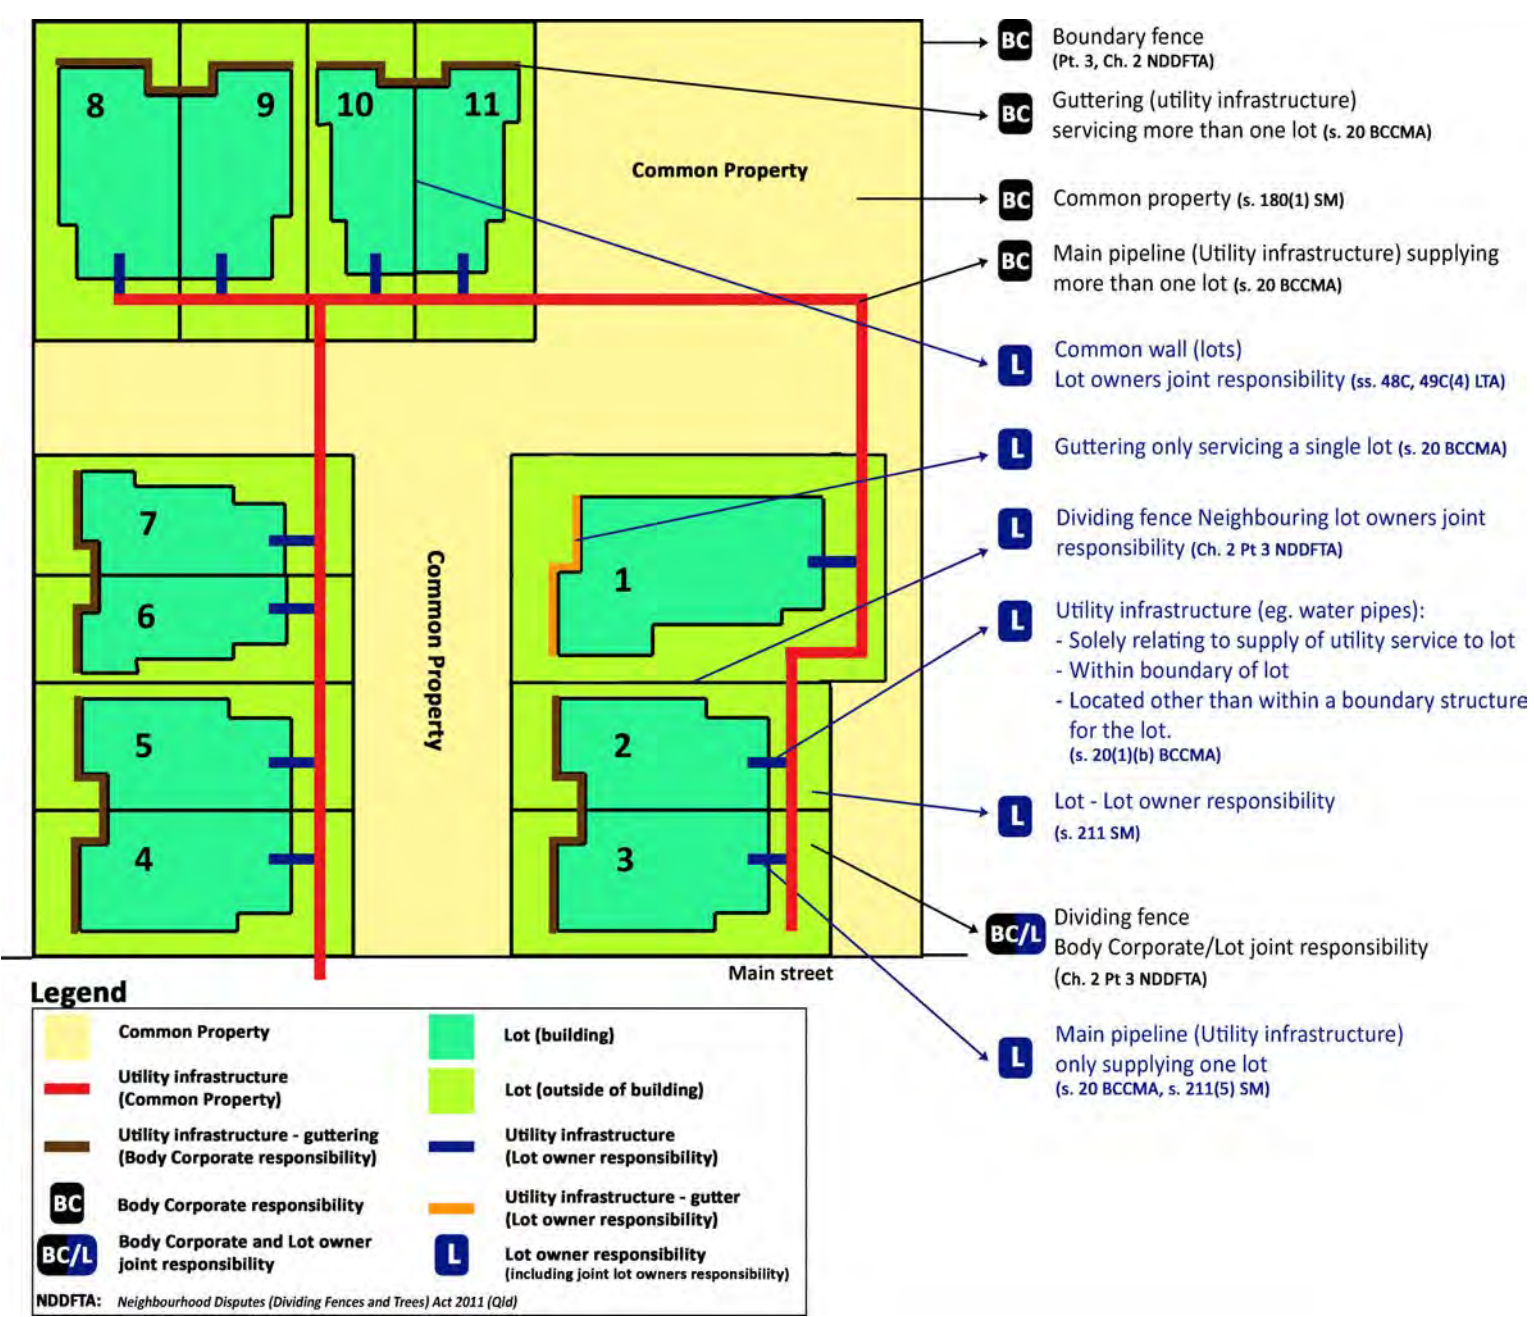 8
9
10
11
Common Property
7
6
5
4
1
2
3
Common Property
Main street
BC
Boundary fence
(Pt. 3, Ch. 2 NDDFTA)
BC
Guttering (utility infrastructure)
servicing more than one lot (s. 20 BCCMA)
BC
Common property (s. 180(1) SM)
BC
Main pipeline (Utility infrastructure) supplying
more than one lot (s. 20 BCCMA)
L
Common wall (lots)
Lot owners joint responsibility (ss. 48C, 49C(4) LTA)
L
Guttering only servicing a single lot (s. 20 BCCMA)
L
Dividing fence Neighbouring lot owners joint
responsibility (Ch. 2 Pt 3 NDDFTA)
L
Utility infrastructure (eg. water pipes):
- Solely relating to supply of utility service to lot
- Within boundary of lot
- Located other than within a boundary structure
for the lot.
(s. 20(1)(b) BCCMA)
L
Lot - Lot owner responsibility
(s. 211 SM)
BC/L
Dividing fence
Body Corporate/Lot joint responsibility
(Ch. 2 Pt 3 NDDFTA)
L
Main pipeline (Utility infrastructure)
only supplying one lot
(s. 20 BCCMA, s. 211(5) SM)
Legend
Common Property
Utility infrastructure
(Common Property)
Utility infrastructure - guttering
(Body Corporate responsibility)
BC
Body Corporate responsibility
BC/L
Body Corporate and Lot owner
joint responsibility
Lot (building)
Lot (outside of building)
Utility infrastructure
(Lot owner responsibility)
Utility infrastructure - gutter
(Lot owner responsibility)
L
Lot owner responsibility
(including joint lot owners responsibility)
NDDFTA: Neighbourhood Disputes (Dividing Fences and Trees) Act 2011 (Qld)